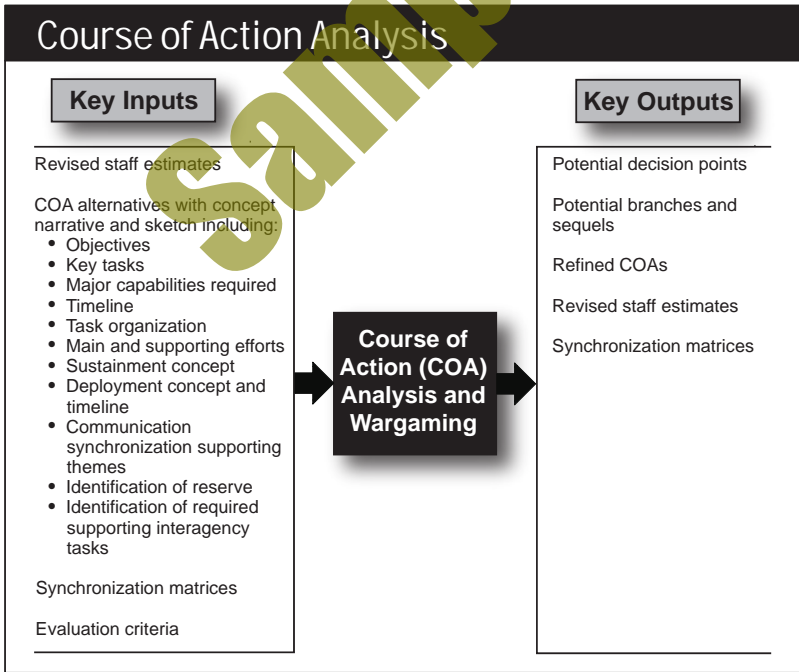 Course of Action Analysis
Key Inputs
Revised staff estimates
COA alternatives with concept
narrative and sketch including:
• Objectives
• Key tasks
• Major capabilities required
• Timeline
• Task organization
• Main and supporting efforts
• Sustainment concept
• Deployment concept and
timeline
• Communication
synchronization supporting
themes
• Identification of reserve
• Identification of required
supporting interagency
tasks
Synchronization matrices
Evaluation criteria
Course of
Action (COA)
Analysis and
Wargaming
Key Outputs
Potential decision points
Potential branches and
sequels
Refined COAs
Revised staff estimates
Synchronization matrices
Samp